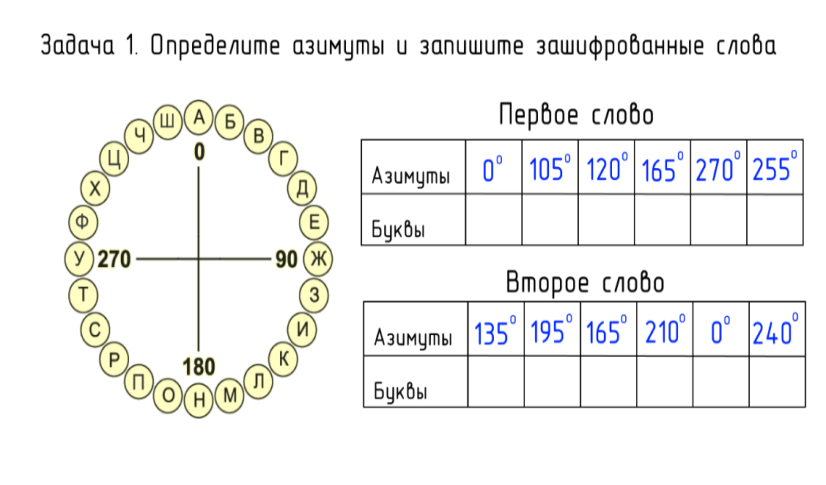 Задача 1. Определите азимуты и запишите зашифрованные слова
А
Б
В
Г
Д
Е
Ж
З
И
К
Л
М
Н
О
П
Р
С
Т
У
Ф
Х
Ц
Ч
Ш
0
90
180
270
Первое слово
Азимуты 0° 105° 120° 165° 270° 255°
Буквы
Второе слово
Азимуты 135° 195° 165° 210° 0° 240°
Буквы